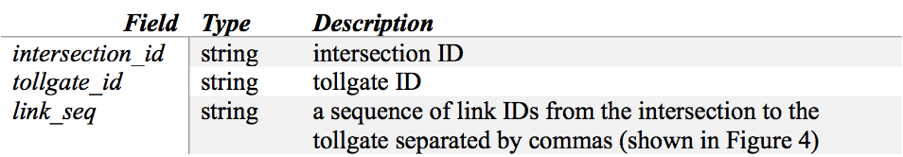 Field Type Description
intersection_id string intersection ID
tollgate_id string tollgate ID
link_seq string a sequence of link IDs from the intersection to the
tollgate separated by commas (shown in Figure 4)